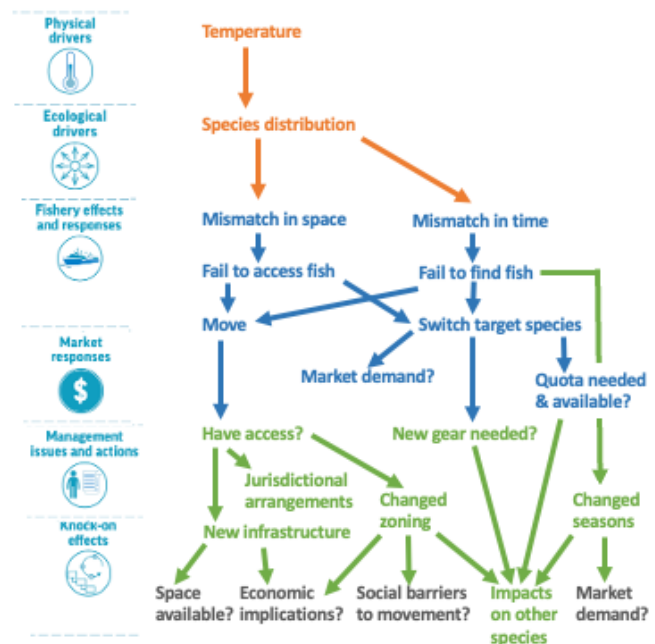 Physical
drivers
Temperature
Ecological
drivers
Species distribution
Fishery effects
and responses
Mismatch in space
Mismatch in time
Fail to access fish
Fail to find fish
Move
Switch target species
Market
responses
$
Market demand?
Quota needed
& available?
Management
issues and actions
Have access?
New gear needed?
Jurisdictional
arrangements
Changed
zoning
Changed
seasons
Knock-on
effects
New infrastructure
Space
available?
Economic
implications?
Social barriers
to movement?
Impacts
on other
species
Market
demand?